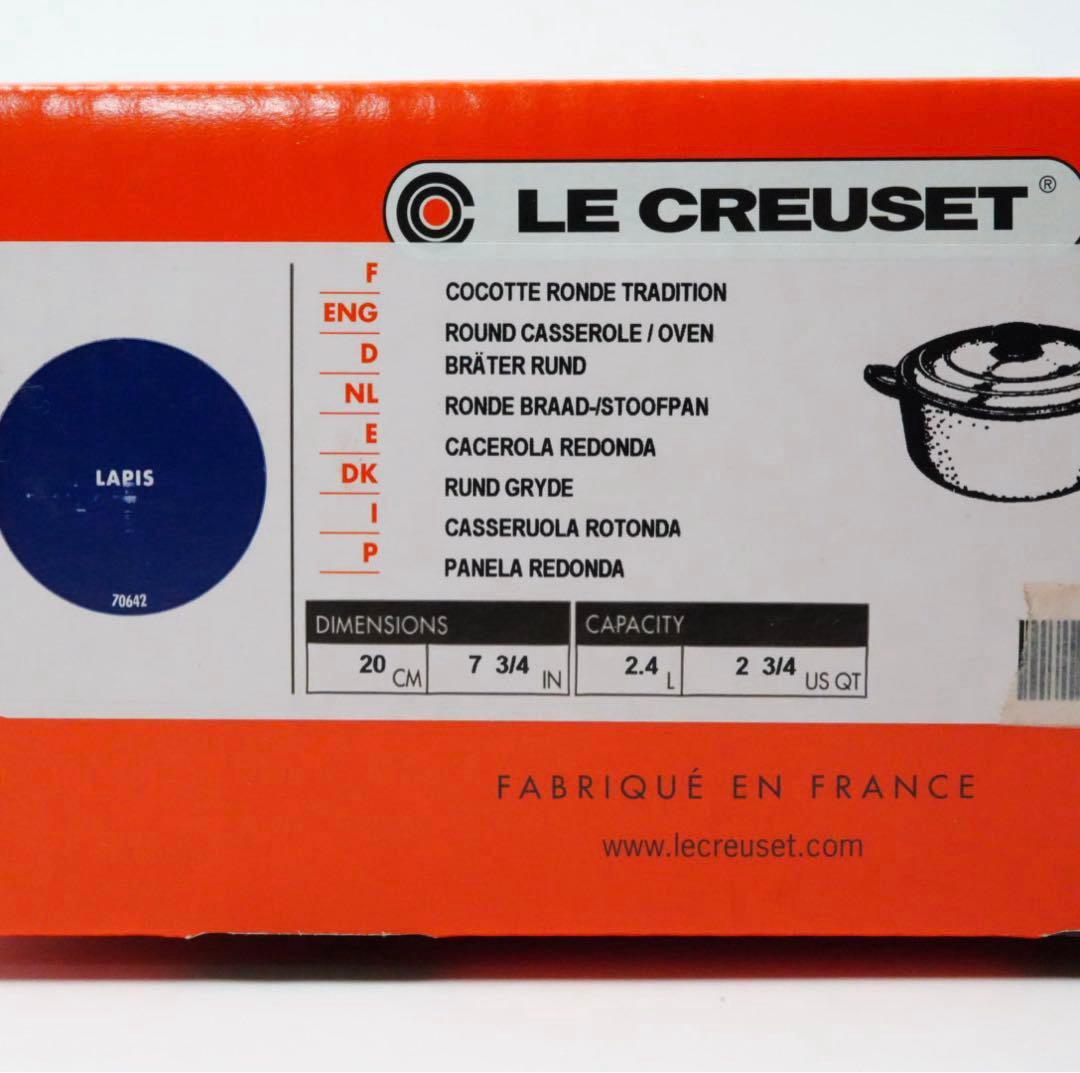 LE CREUSET ®
F COCOTTE RONDE TRADITION
ENG ROUND CASSEROLE / OVEN
D BRÄTER RUND
NL RONDE BRAAD-/STOOFPAN
E CACEROLA REDONDA
DK RUND GRYDE
I CASSERUOLA ROTONDA
P PANELA REDONDA
LAPIS
70642
DIMENSIONS CAPACITY
20 CM 7 3/4 IN 2.4 L 2 3/4 US QT
FABRIQUÉ EN FRANCE
www.lecreuset.com